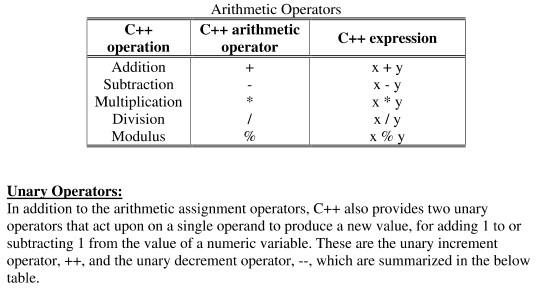 Arithmetic Operators
C++ operation C++ arithmetic operator C++ expression
Addition + x + y
Subtraction - x - y
Multiplication * x * y
Division / x / y
Modulus % x % y
Unary Operators:
In addition to the arithmetic assignment operators, C++ also provides two unary
operators that act upon on a single operand to produce a new value, for adding 1 to or
subtracting 1 from the value of a numeric variable. These are the unary increment
operator, ++, and the unary decrement operator, --, which are summarized in the below
table.